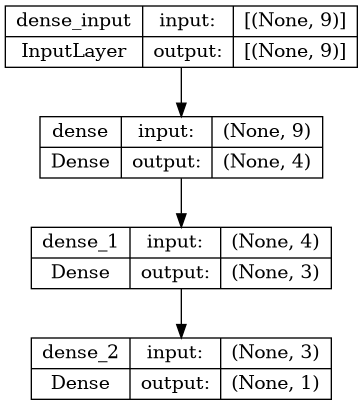 dense_input input: [(None, 9)]
InputLayer output: [(None, 9)]
dense input: (None, 9)
Dense output: (None, 4)
dense_1 input: (None, 4)
Dense output: (None, 3)
dense_2 input: (None, 3)
Dense output: (None, 1)